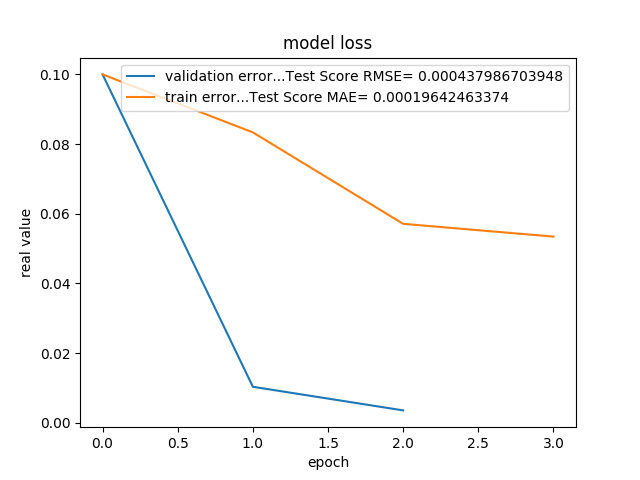 model loss
validation error...Test Score RMSE= 0.000437986703948
train error...Test Score MAE= 0.00019642463374
real value
0.10
0.08
0.06
0.04
0.02
0.00
0.0 0.5 1.0 1.5 2.0 2.5 3.0
epoch